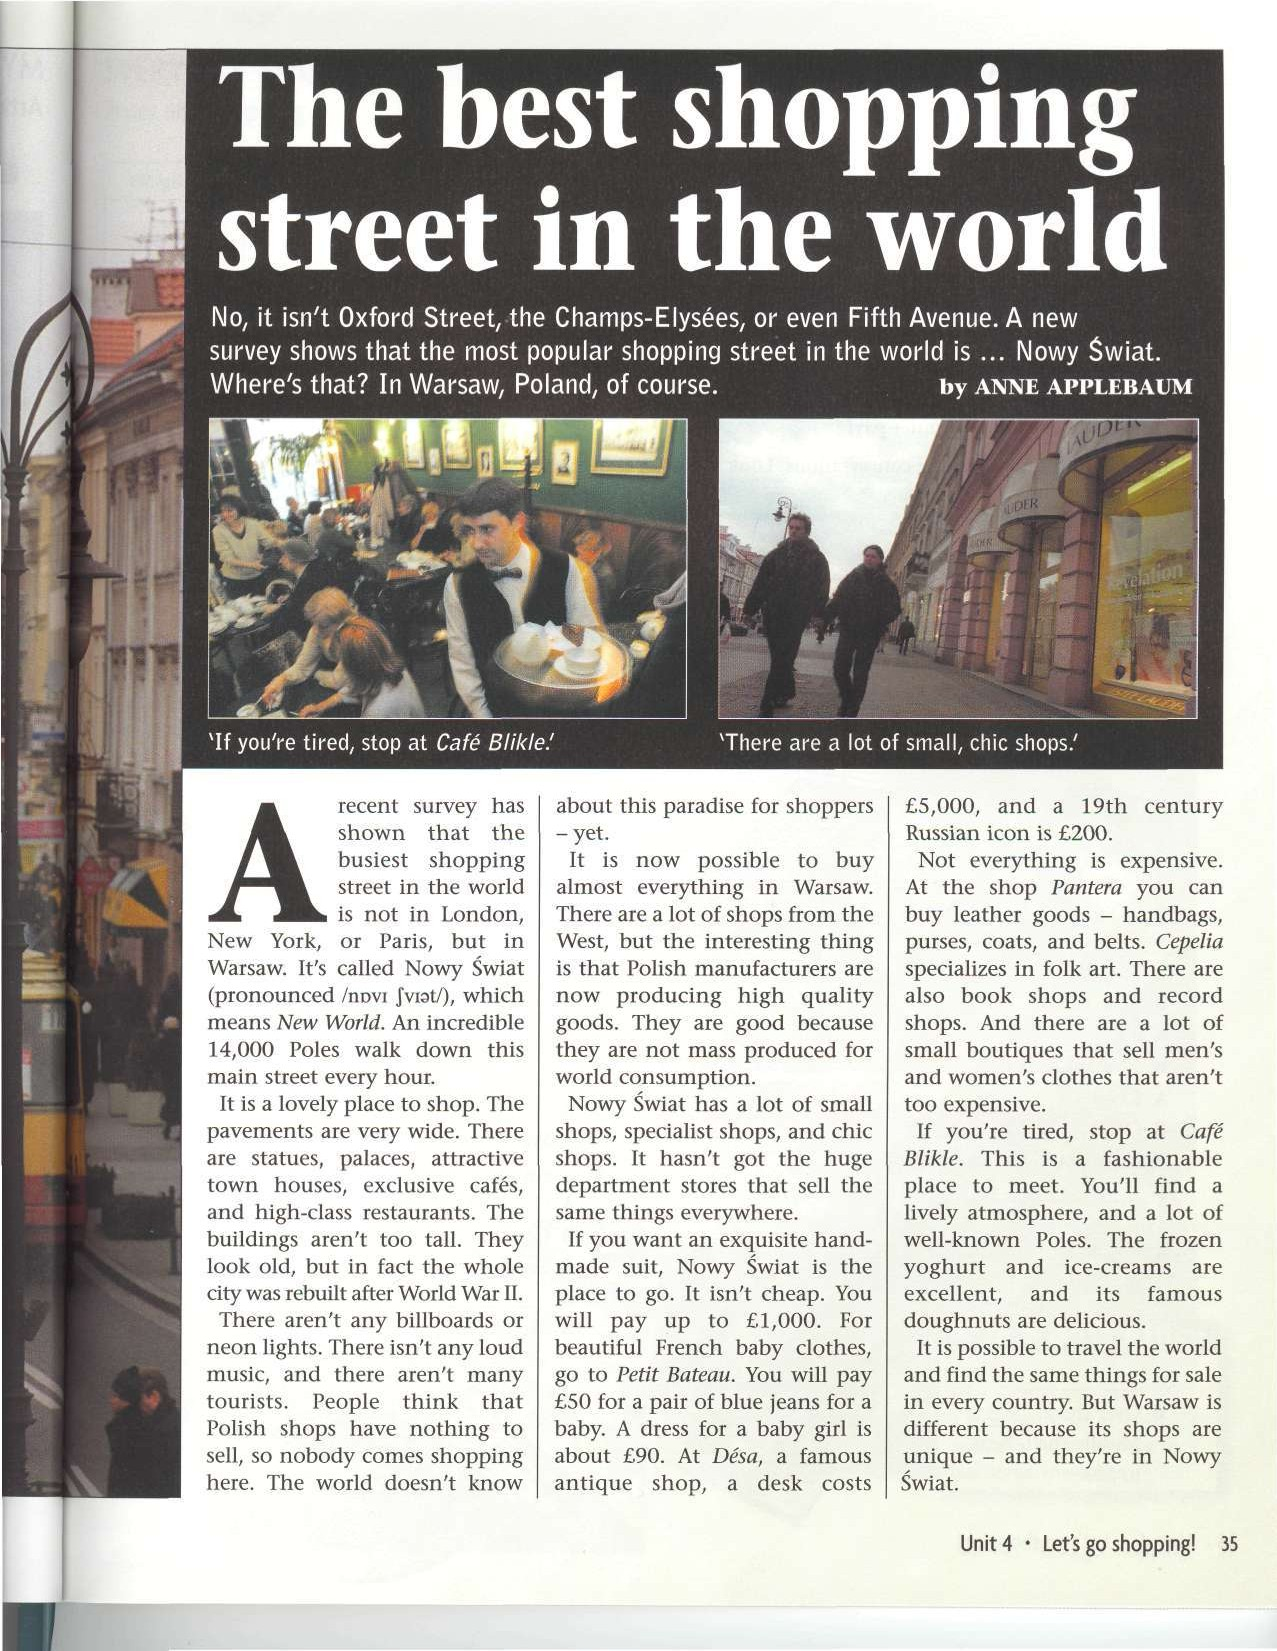 The best shopping
street in the world
No, it isn't Oxford Street, the Champs-Elysées, or even Fifth Avenue. A new
survey shows that the most popular shopping street in the world is ... Nowy Świat.
Where's that? In Warsaw, Poland, of course.
by ANNE APPLEBAUM
AUDER
AUDER
'If you're tired, stop at Café Blikle.'
'There are a lot of small, chic shops.'
A recent survey has
shown that the
busiest shopping
street in the world
is not in London,
New York, or Paris, but in
Warsaw. It's called Nowy Świat
(pronounced /nɒvɪ ʃvɪət/), which
means New World. An incredible
14,000 Poles walk down this
main street every hour.
It is a lovely place to shop. The
pavements are very wide. There
are statues, palaces, attractive
town houses, exclusive cafés,
and high-class restaurants. The
buildings aren't too tall. They
look old, but in fact the whole
city was rebuilt after World War II.
There aren't any billboards or
neon lights. There isn't any loud
music, and there aren't many
tourists. People think that
Polish shops have nothing to
sell, so nobody comes shopping
here. The world doesn't know
about this paradise for shoppers
– yet.
It is now possible to buy
almost everything in Warsaw.
There are a lot of shops from the
West, but the interesting thing
is that Polish manufacturers are
now producing high quality
goods. They are good because
they are not mass produced for
world consumption.
Nowy Świat has a lot of small
shops, specialist shops, and chic
shops. It hasn't got the huge
department stores that sell the
same things everywhere.
If you want an exquisite hand-
made suit, Nowy Świat is the
place to go. It isn't cheap. You
will pay up to £1,000. For
beautiful French baby clothes,
go to Petit Bateau. You will pay
£50 for a pair of blue jeans for a
baby. A dress for a baby girl is
about £90. At Désa, a famous
antique shop, a desk costs
£5,000, and a 19th century
Russian icon is £200.
Not everything is expensive.
At the shop Pantera you can
buy leather goods – handbags,
purses, coats, and belts. Cepelia
specializes in folk art. There are
also book shops and record
shops. And there are a lot of
small boutiques that sell men's
and women's clothes that aren't
too expensive.
If you're tired, stop at Café
Blikle. This is a fashionable
place to meet. You'll find a
lively atmosphere, and a lot of
well-known Poles. The frozen
yoghurt and ice-creams are
excellent, and its famous
doughnuts are delicious.
It is possible to travel the world
and find the same things for sale
in every country. But Warsaw is
different because its shops are
unique – and they're in Nowy
Świat.
Unit 4 • Let's go shopping! 35